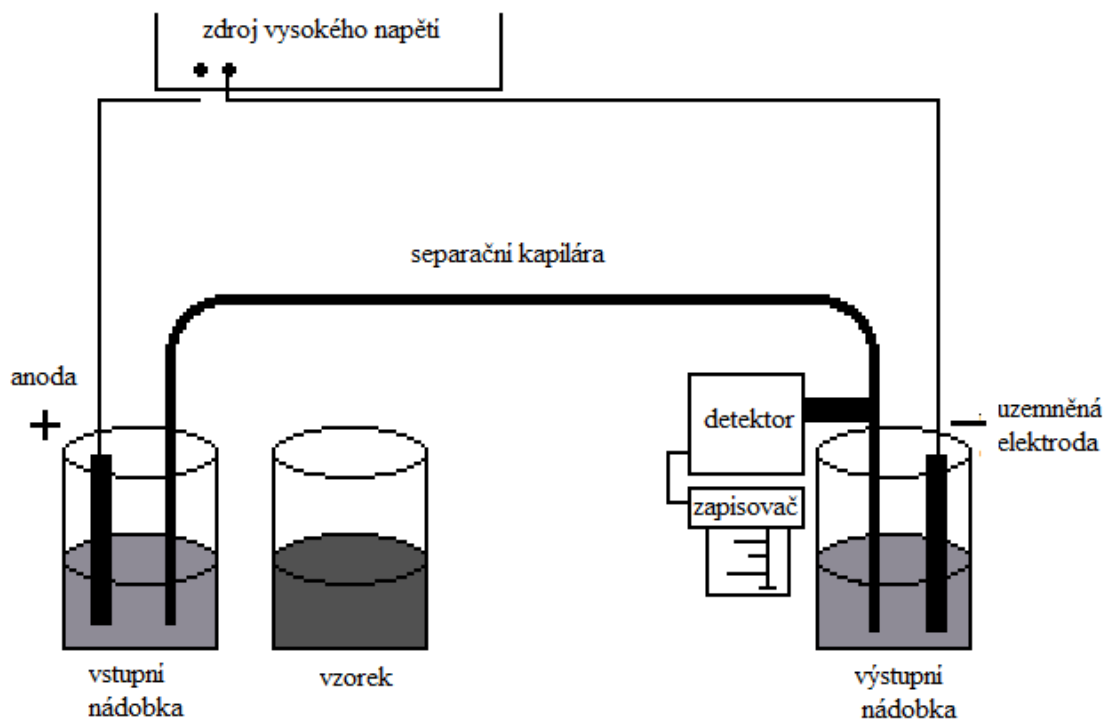 zdroj vysokého napětí
separační kapilára
anoda
+
detektor
uzemněná
elektroda
zapisovač
vstupní
nádobka
vzorek
výstupní
nádobka